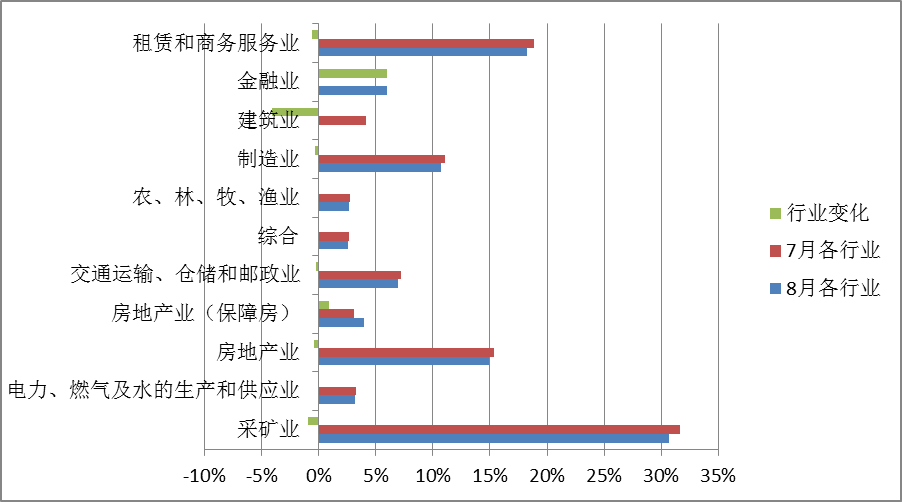 租赁和商务服务业
金融业
建筑业
制造业
农、林、牧、渔业
综合
交通运输、仓储和邮政业
房地产业（保障房）
房地产业
电力、燃气及水的生产和供应业
采矿业
-10% -5% 0% 5% 10% 15% 20% 25% 30% 35%
行业变化
7月各行业
8月各行业